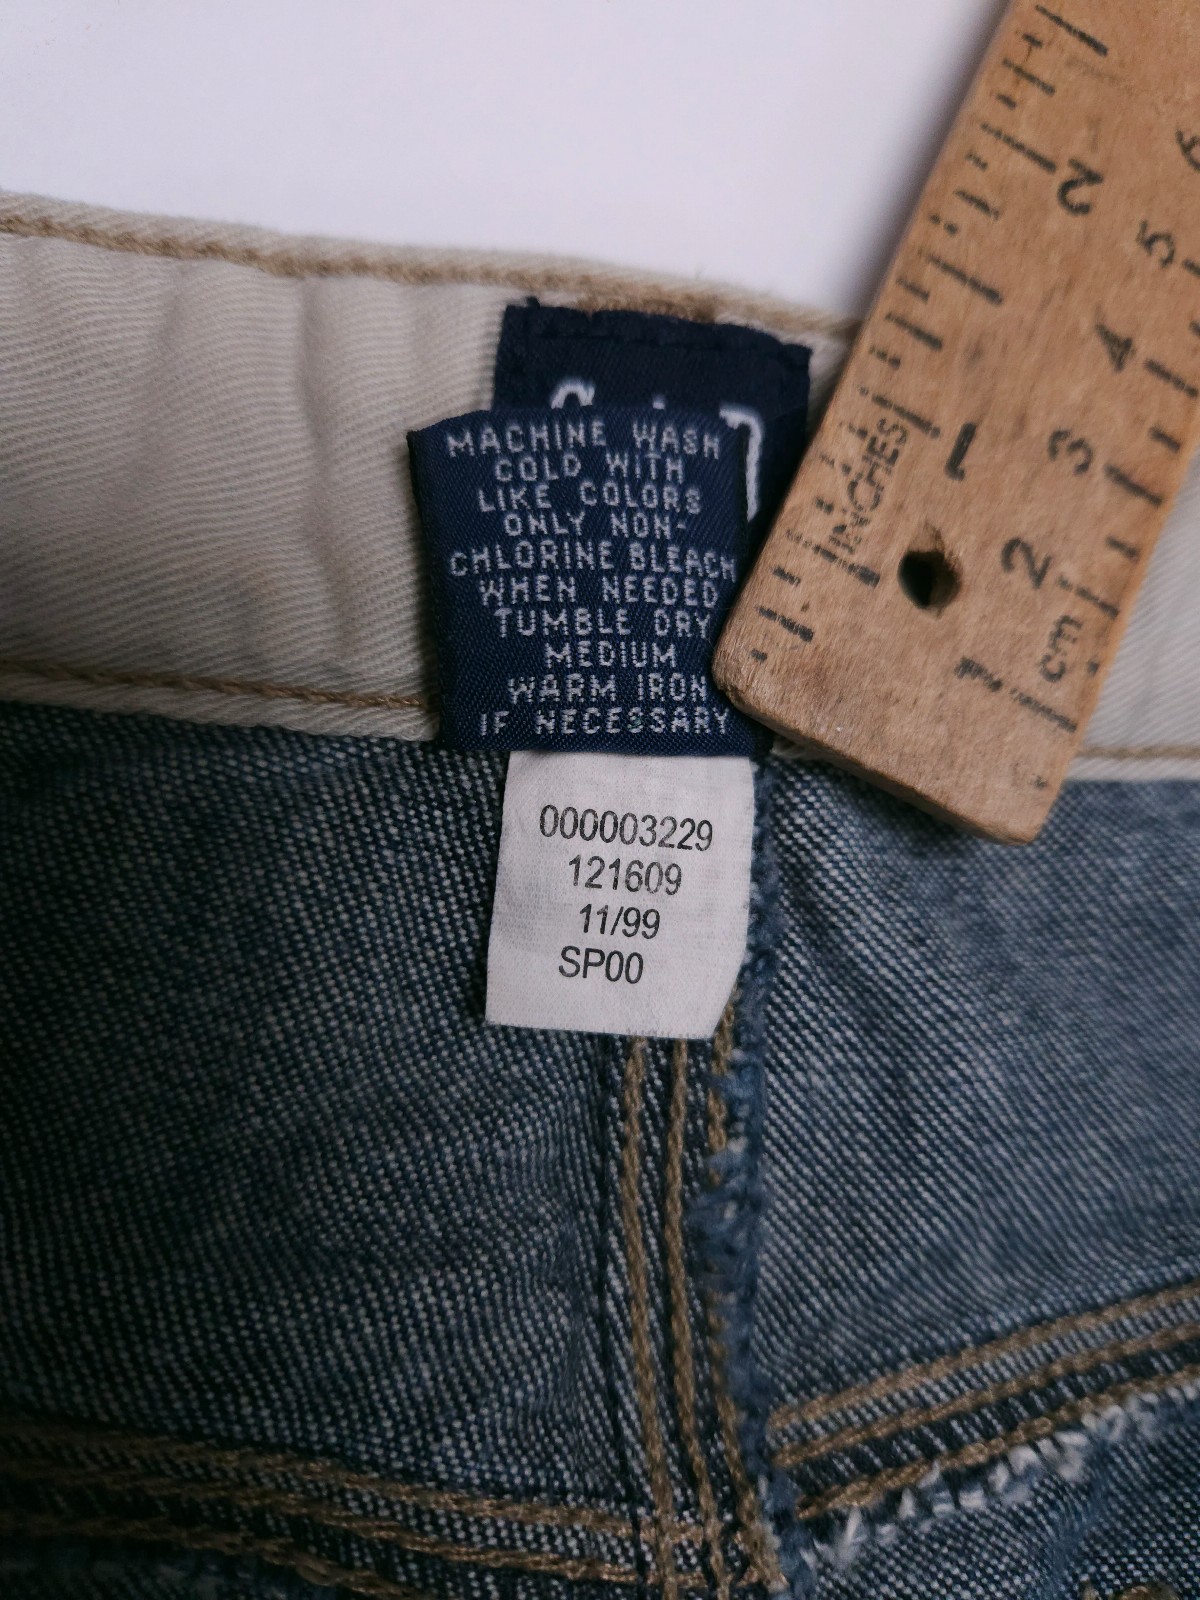 MACHINE WASH
COLD WITH
LIKE COLORS
ONLY NON-
CHLORINE BLEACH
WHEN NEEDED
TUMBLE DRY
MEDIUM
WARM IRON
IF NECESSARY
000003229
121609
11/99
SP00
INCHES
1
2
cm
1
2
3
4
5
6